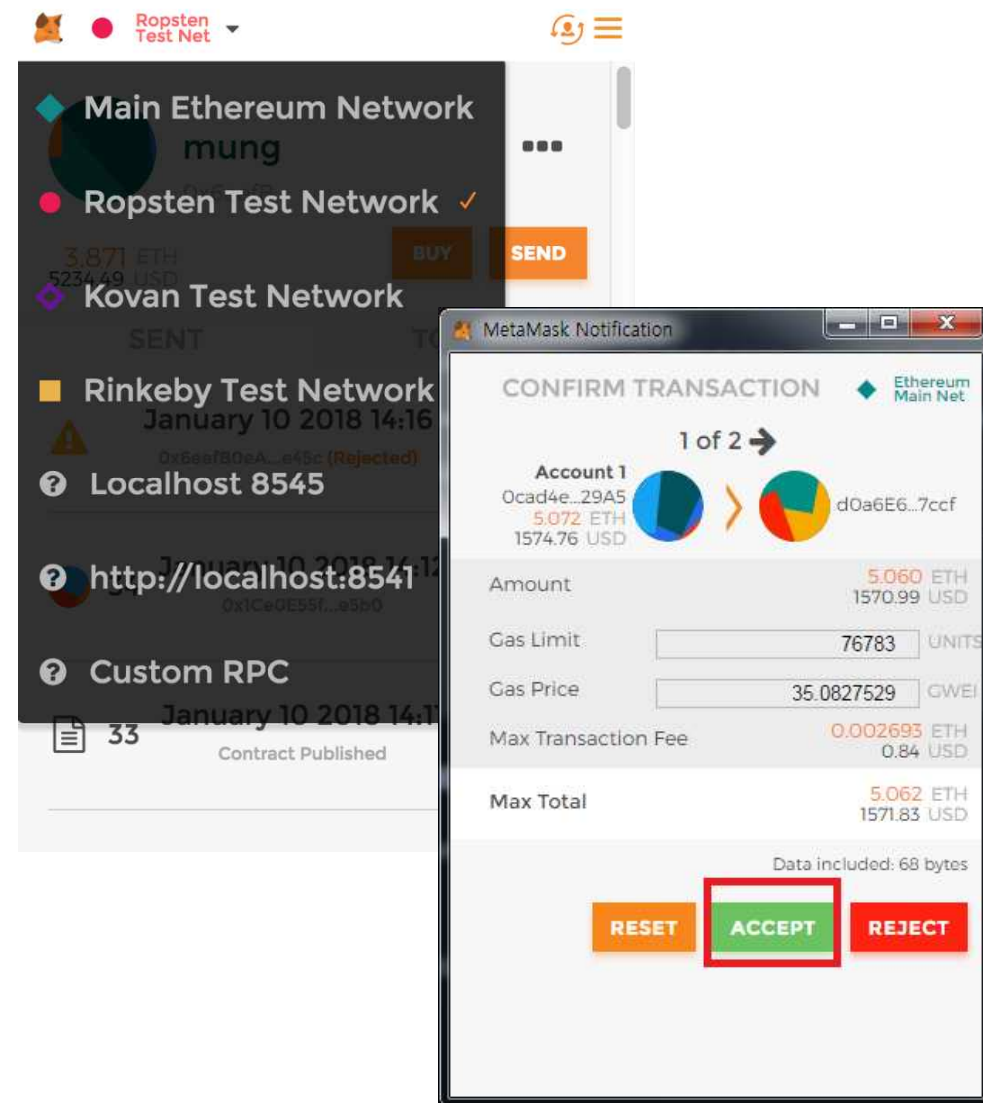 Ropsten
Test Net
Main Ethereum Network
mung
Ropsten Test Network
3.871 ETH
5234.49 USD
BUY
SEND
Kovan Test Network
SENT
Rinkeby Test Network
January 10 2018 14:16
(Rejected)
Localhost 8545
http://localhost:8541
Custom RPC
January 10 2018 14:1
33
Contract Published
MetaMask Notification
CONFIRM TRANSACTION
Ethereum
Main Net
1 of 2
Account 1
0cad4e...29A5
5.072 ETH
1574.76 USD
d0a6E6...7ccf
Amount
5.060 ETH
1570.99 USD
Gas Limit
76783 UNITS
Gas Price
35.0827529 GWEI
Max Transaction Fee
0.002693 ETH
0.84 USD
Max Total
5.062 ETH
1571.83 USD
Data included: 68 bytes
RESET
ACCEPT
REJECT